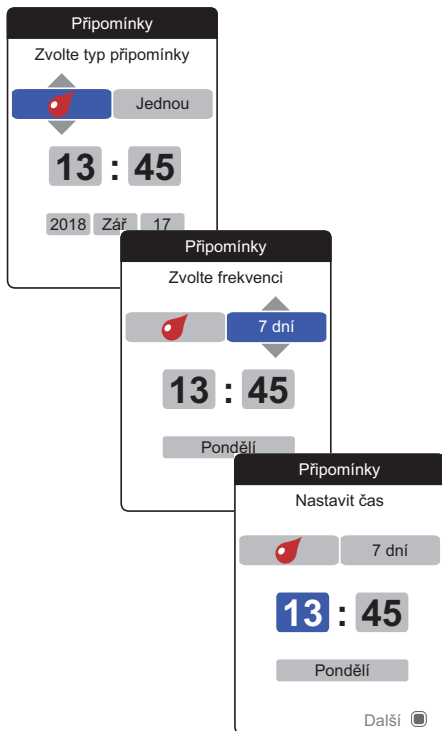 Připomínky
Zvolte typ připomínky
Jednou
13 : 45
2018 Zář 17
Připomínky
Zvolte frekvenci
7 dní
13 : 45
Pondělí
Připomínky
Nastavit čas
7 dní
13 : 45
Pondělí
Další